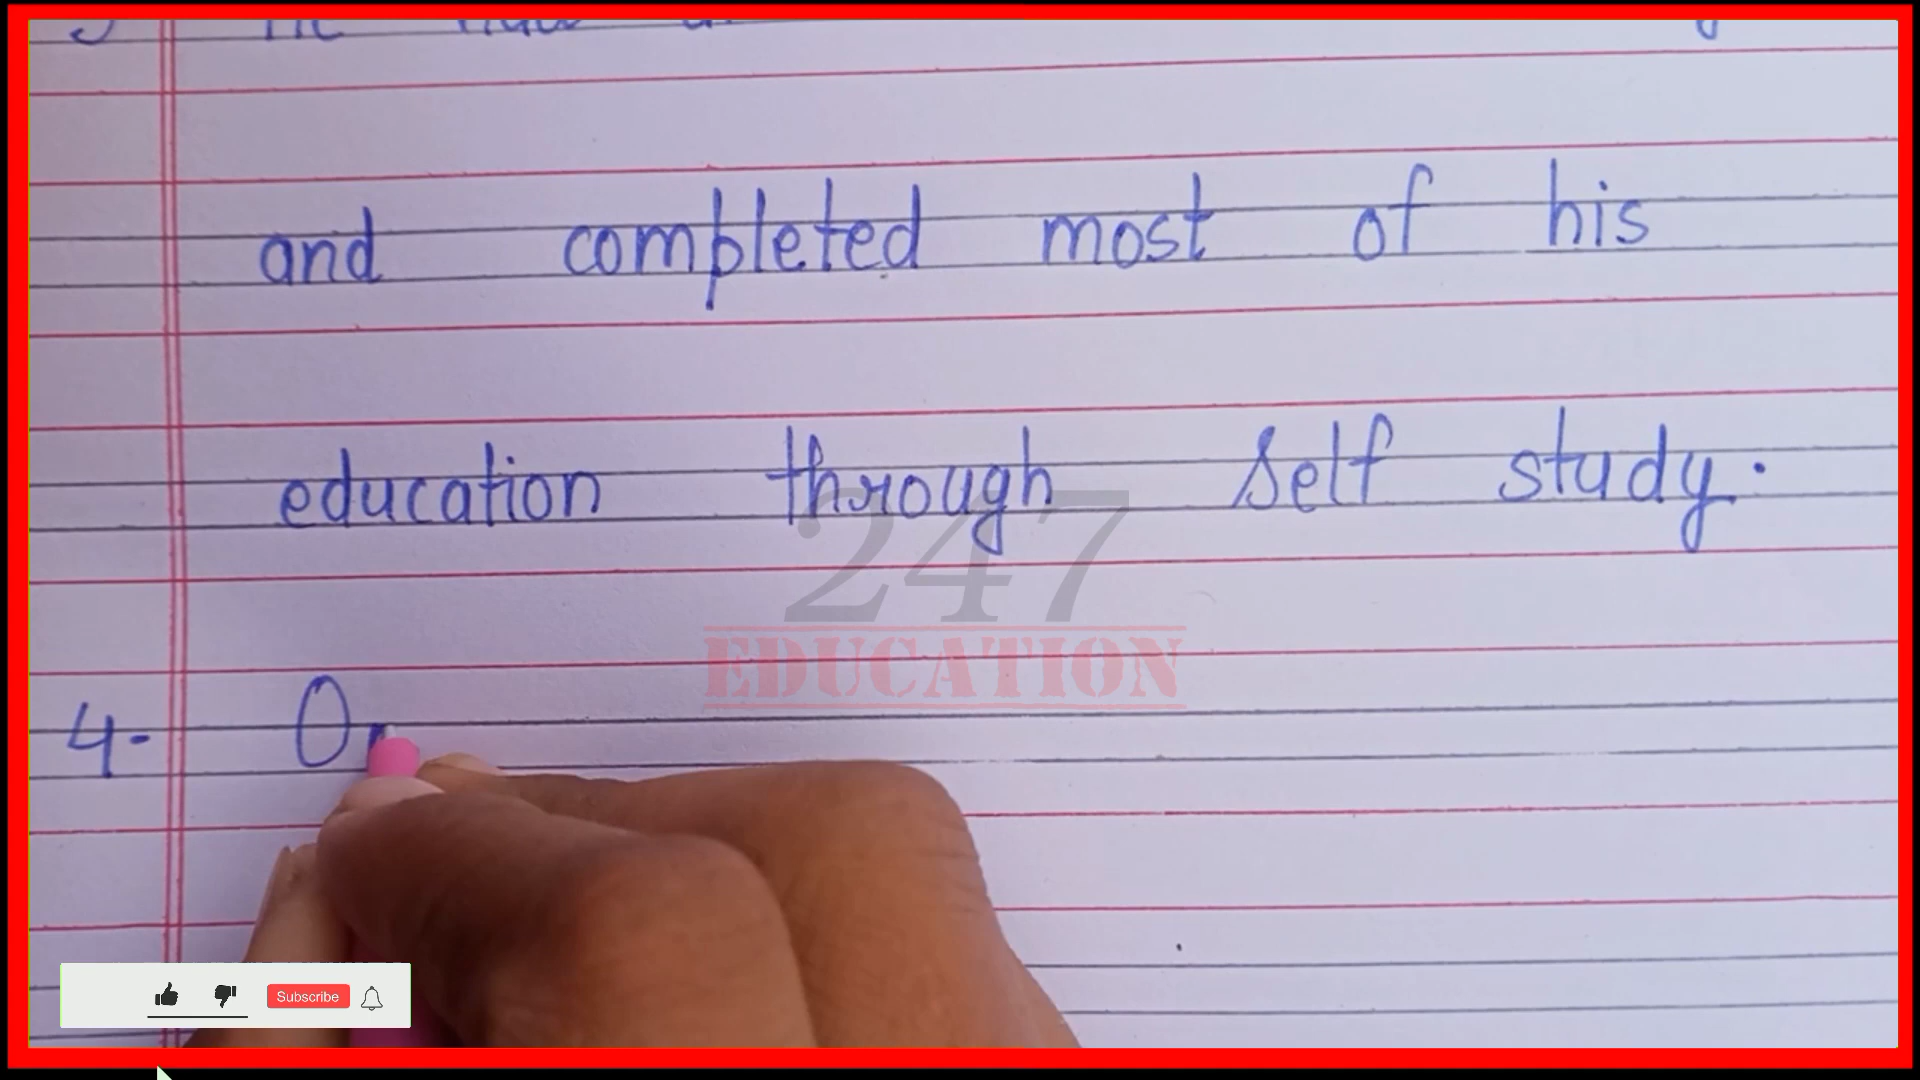 and completed most of his
education through self study.
247
EDUCATION
4- O
Subscribe